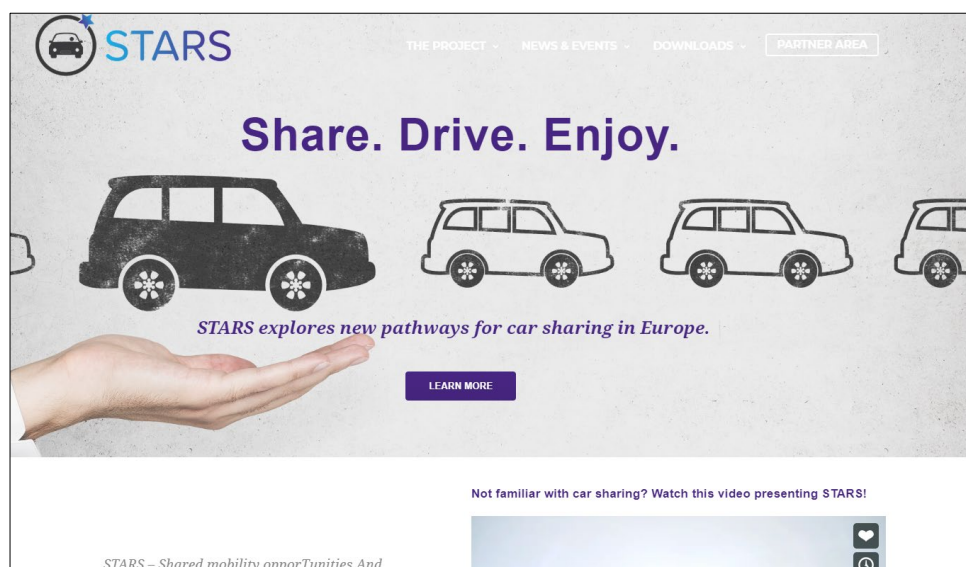 STARS
THE PROJECT NEWS & EVENTS DOWNLOADS PARTNER AREA
Share. Drive. Enjoy.
STARS explores new pathways for car sharing in Europe.
LEARN MORE
Not familiar with car sharing? Watch this video presenting STARS!
STARS – Shared mobility opporTunities And